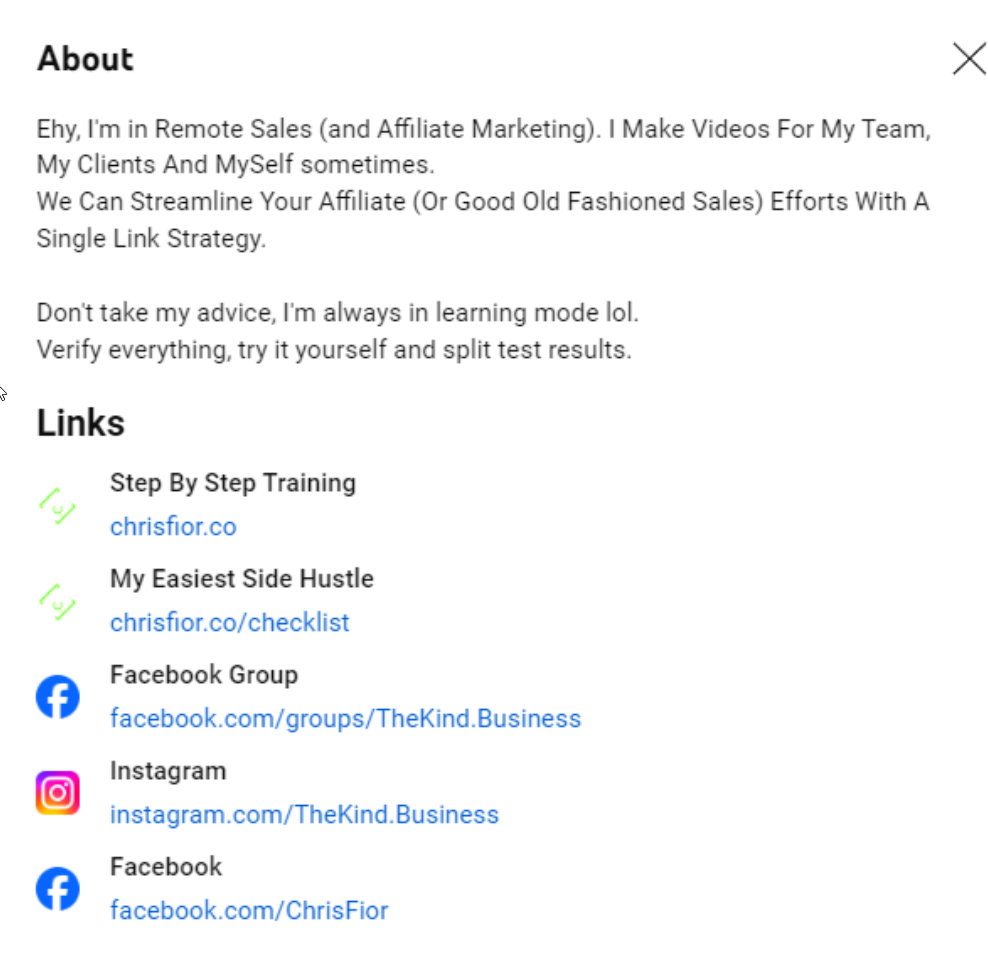 About
Ehy, I'm in Remote Sales (and Affiliate Marketing). I Make Videos For My Team,
My Clients And MySelf sometimes.
We Can Streamline Your Affiliate (Or Good Old Fashioned Sales) Efforts With A
Single Link Strategy.
Don't take my advice, I'm always in learning mode lol.
Verify everything, try it yourself and split test results.
Links
Step By Step Training
chrisfior.co
My Easiest Side Hustle
chrisfior.co/checklist
Facebook Group
facebook.com/groups/TheKind.Business
Instagram
instagram.com/TheKind.Business
Facebook
facebook.com/ChrisFior